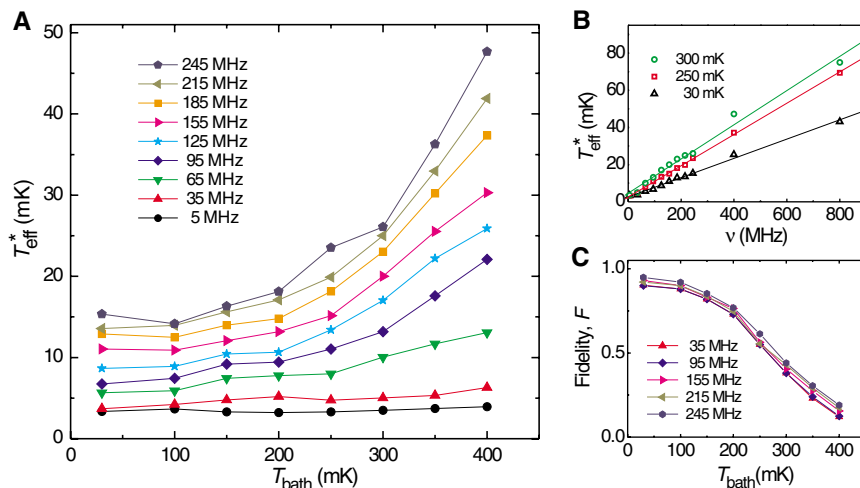 A
50
40
30
20
10
0
T*eff (mK)
245 MHz
215 MHz
185 MHz
155 MHz
125 MHz
95 MHz
65 MHz
35 MHz
5 MHz
0 100 200 300 400
Tbath (mK)
B
80
60
40
20
0
T*eff (mK)
300 mK
250 mK
30 mK
0 200 400 600 800
ν (MHz)
C
1.0
0.5
0.0
Fidelity, F
35 MHz
95 MHz
155 MHz
215 MHz
245 MHz
0 100 200 300 400
Tbath(mK)